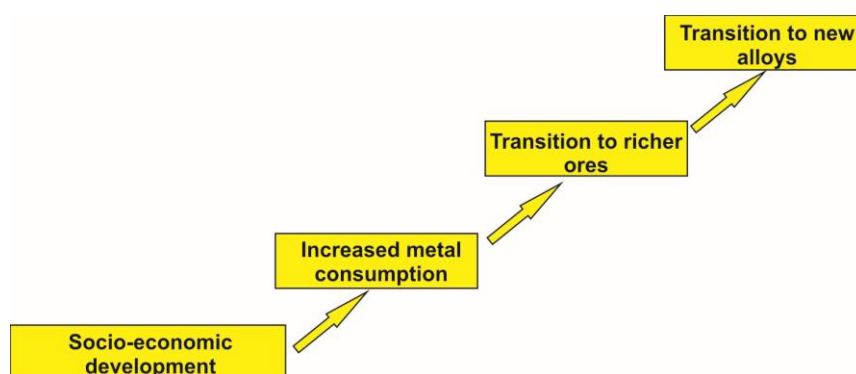 Transition to new
alloys
Transition to richer
ores
Increased metal
consumption
Socio-economic
development